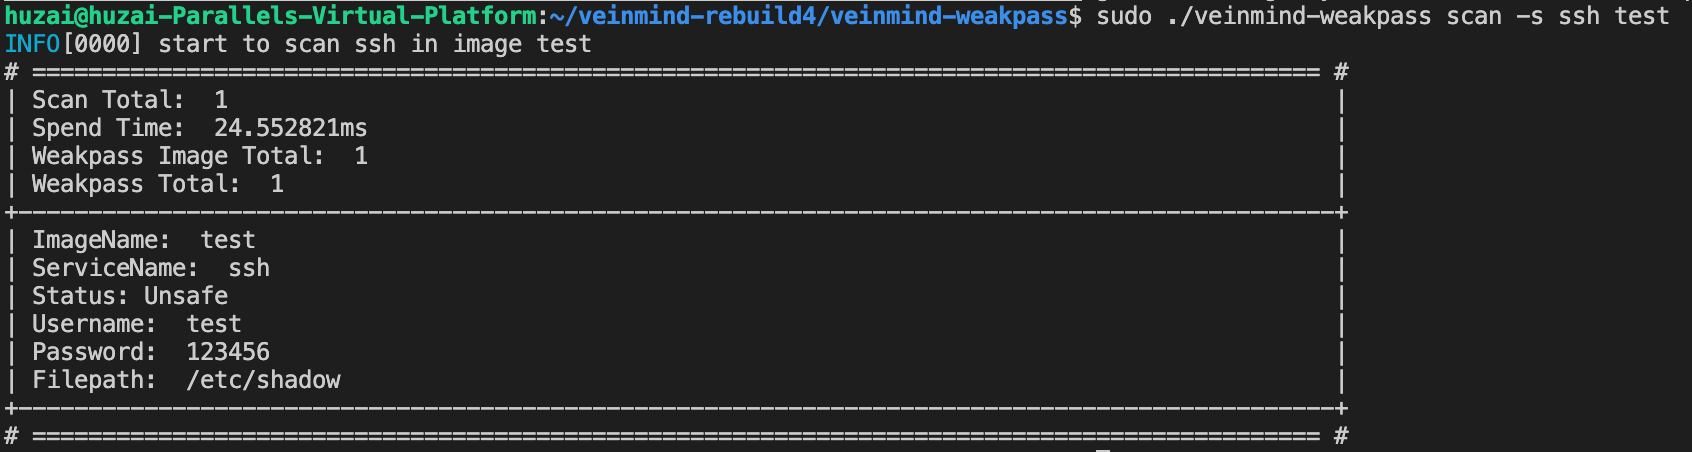 huzai@huzai-Parallels-Virtual-Platform:~/veinmind-rebuild4/veinmind-weakpass$ sudo ./veinmind-weakpass scan -s ssh test
INFO[0000] start to scan ssh in image test
# ============================================================================================ #
| Scan Total:  1 |
| Spend Time:  24.552821ms |
| Weakpass Image Total:  1 |
| Weakpass Total:  1 |
+----------------------------------------------------------------------------------------------+
| ImageName:  test |
| ServiceName:  ssh |
| Status: Unsafe |
| Username:  test |
| Password:  123456 |
| Filepath:  /etc/shadow |
+----------------------------------------------------------------------------------------------+
# ============================================================================================ #